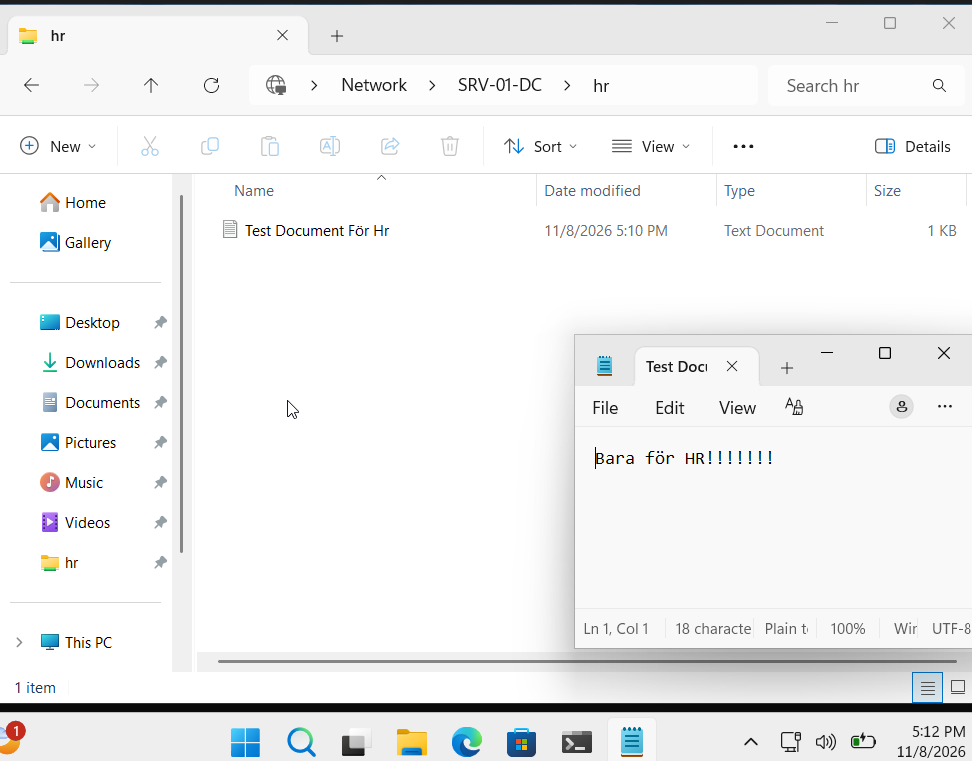 hr
Network > SRV-01-DC > hr
Search hr
New
Sort
View
Details
Name
Date modified
Type
Size
Home
Gallery
Test Document För Hr
11/8/2026 5:10 PM
Text Document
1 KB
Desktop
Downloads
Documents
Pictures
Music
Videos
hr
This PC
1 item
Test Docu
File
Edit
View
Bara för HR!!!!!!!
Ln 1, Col 1
18 characte
Plain t
100%
Wir
UTF-8
1
5:12 PM
11/8/2026